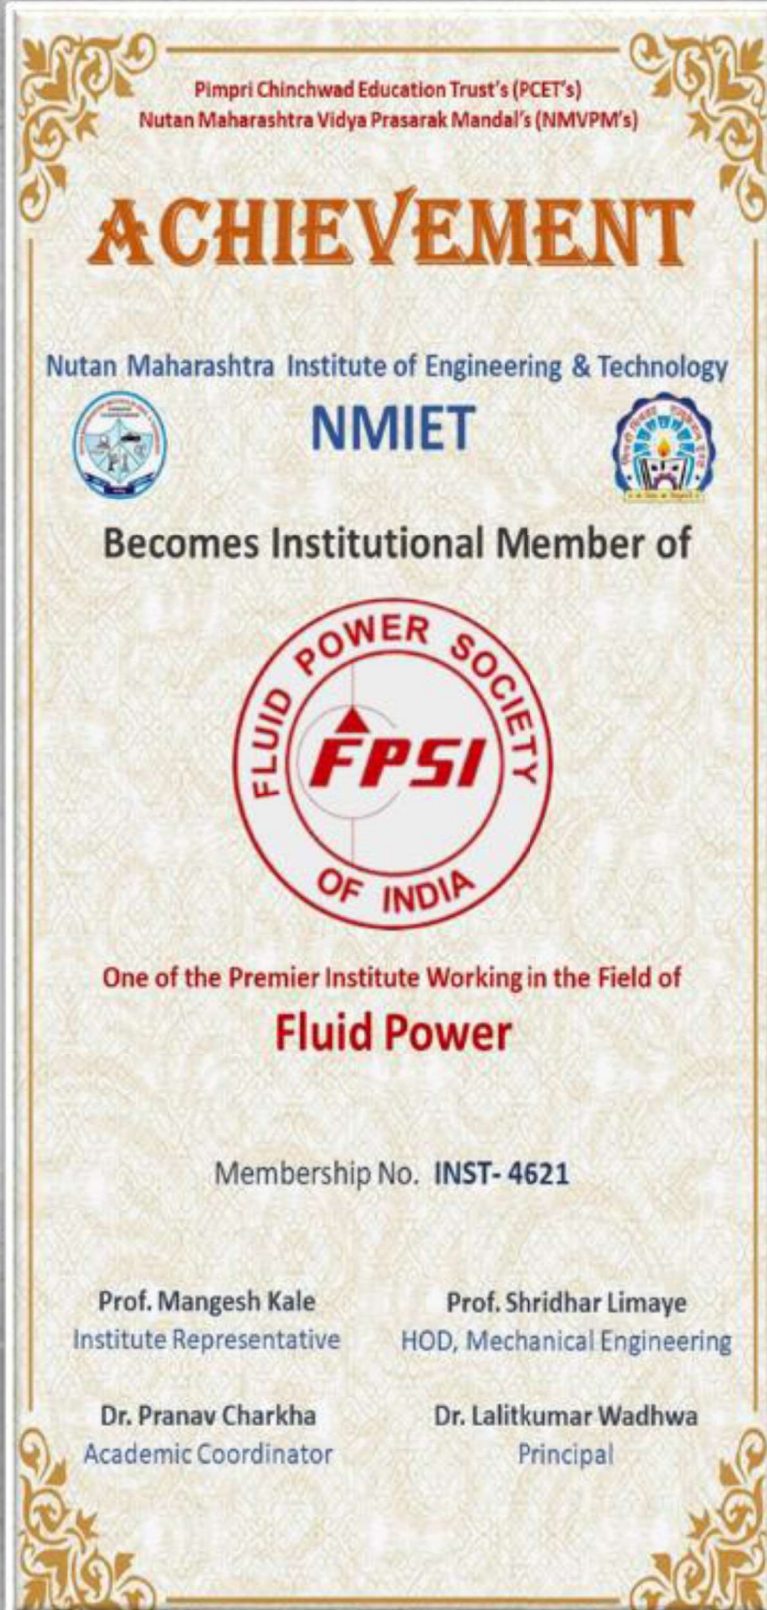 Pimpri Chinchwad Education Trust's (PCET's)
Nutan Maharashtra Vidya Prasarak Mandal's (NMVPM's)
ACHIEVEMENT
Nutan Maharashtra Institute of Engineering & Technology
NMIET
Becomes Institutional Member of
FLUID POWER SOCIETY
FPSI
OF INDIA
One of the Premier Institute Working in the Field of
Fluid Power
Membership No. INST- 4621
Prof. Mangesh Kale
Institute Representative
Prof. Shridhar Limaye
HOD, Mechanical Engineering
Dr. Pranav Charkha
Academic Coordinator
Dr. Lalitkumar Wadhwa
Principal